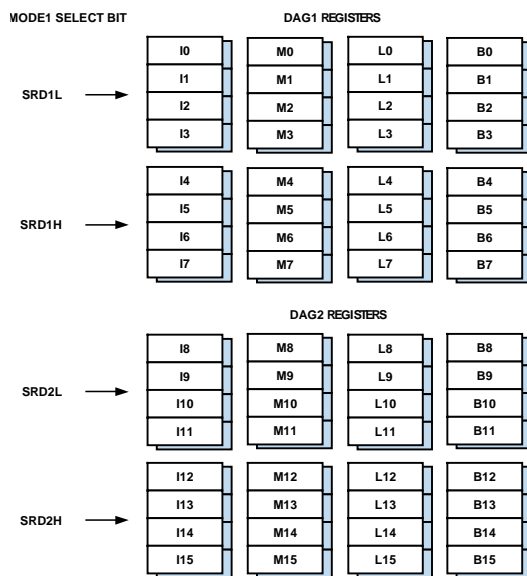 MODE1 SELECT BIT DAG1 REGISTERS
I0 M0 L0 B0
I1 M1 L1 B1
SRD1L
I2 M2 L2 B2
I3 M3 L3 B3
I4 M4 L4 B4
I5 M5 L5 B5
SRD1H
I6 M6 L6 B6
I7 M7 L7 B7
DAG2 REGISTERS
I8 M8 L8 B8
I9 M9 L9 B9
SRD2L
I10 M10 L10 B10
I11 M11 L11 B11
I12 M12 L12 B12
I13 M13 L13 B13
SRD2H
I14 M14 L14 B14
I15 M15 L15 B15